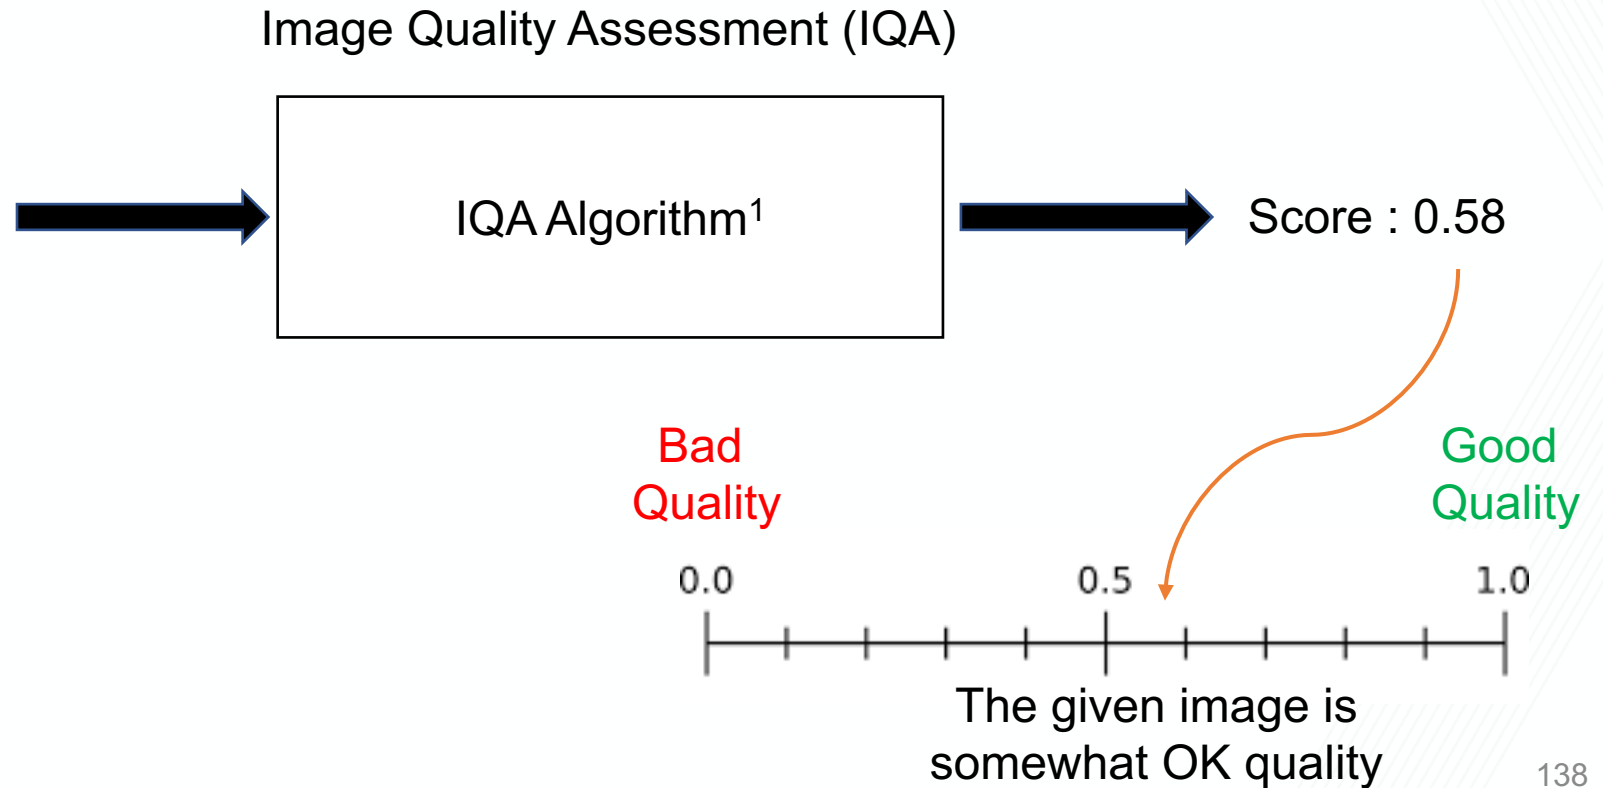 Image Quality Assessment (IQA)
IQA Algorithm¹
Score : 0.58
Bad
Quality
Good
Quality
0.0 0.5 1.0
The given image is
somewhat OK quality
138